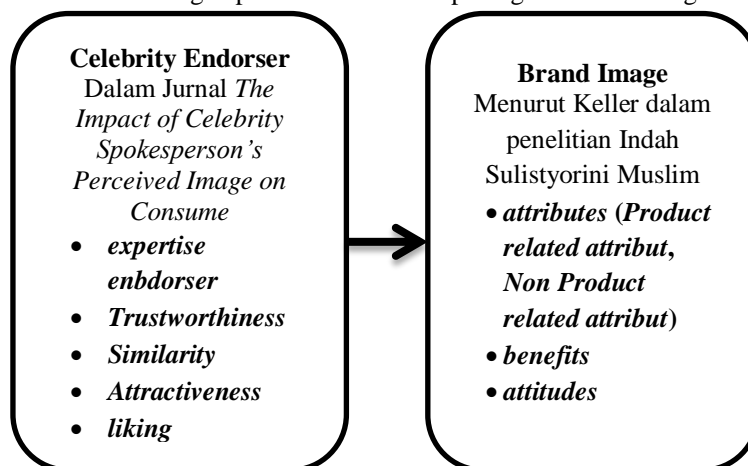 Celebrity Endorser
Dalam Jurnal The
Impact of Celebrity
Spokesperson's
Perceived Image on
Consume
• expertise
enbdorser
• Trustworthiness
• Similarity
• Attractiveness
• liking
Brand Image
Menurut Keller dalam
penelitian Indah
Sulistyorini Muslim
• attributes (Product
related attribut,
Non Product
related attribut)
• benefits
• attitudes